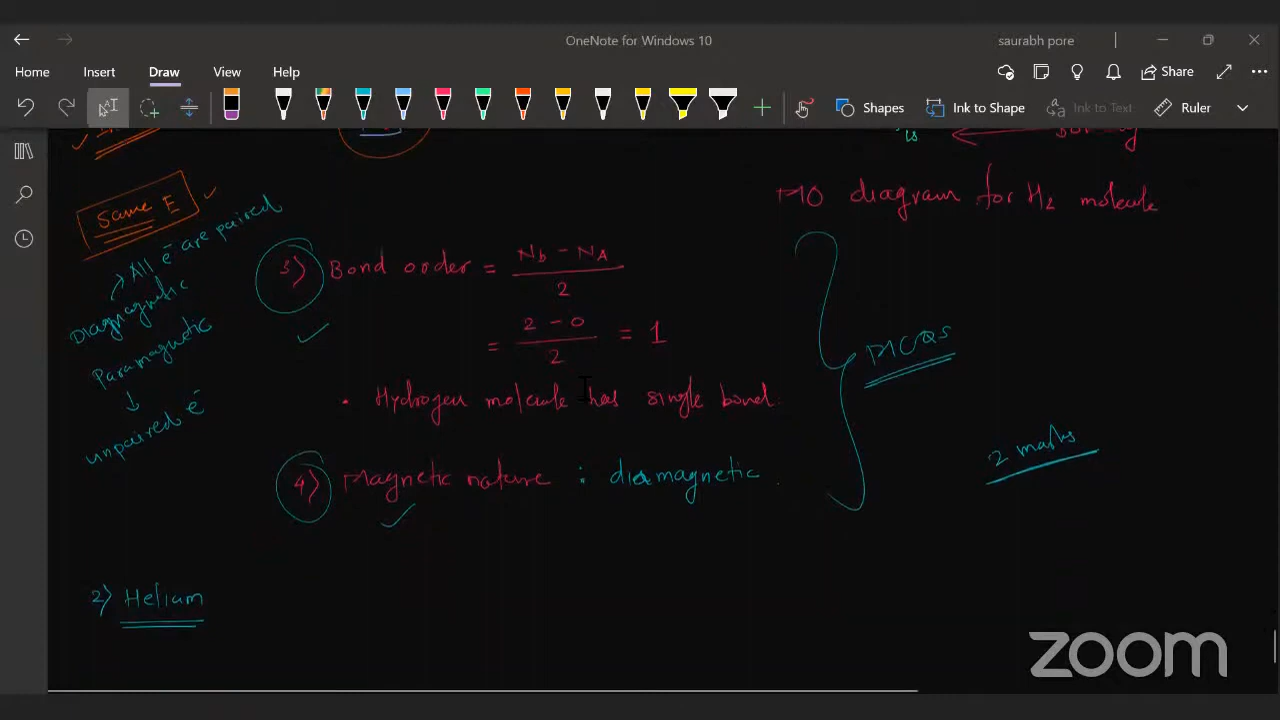 OneNote for Windows 10
saurabh pore
Home Insert Draw View Help
Share
Shapes
Ink to Shape
Ink to Text
Ruler
1s
MO diagram for H2 molecule
Same E
All e- are paired
Diagmagnetic
Paramagnetic
unpaired e-
3) Bond order = Nb - NA / 2
= 2 - 0 / 2 = 1
• Hydrogen molecule has single bond.
4) Magnetic nature : diamagnetic.
MCQs
2 marks
2) Helium
zoom